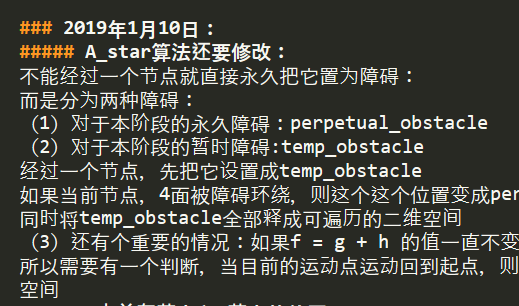 ### 2019年1月10日：
##### A_star算法还要修改：
不能经过一个节点就直接永久把它置为障碍：
而是分为两种障碍：
（1）对于本阶段的永久障碍：perpetual_obstacle
（2）对于本阶段的暂时障碍:temp_obstacle
经过一个节点，先把它设置成temp_obstacle
如果当前节点，4面被障碍环绕，则这个这个位置变成per
同时将temp_obstacle全部释成可遍历的二维空间
（3）还有个重要的情况：如果f = g + h 的值一直不变
所以需要有一个判断，当目前的运动点运动回到起点，则
空间